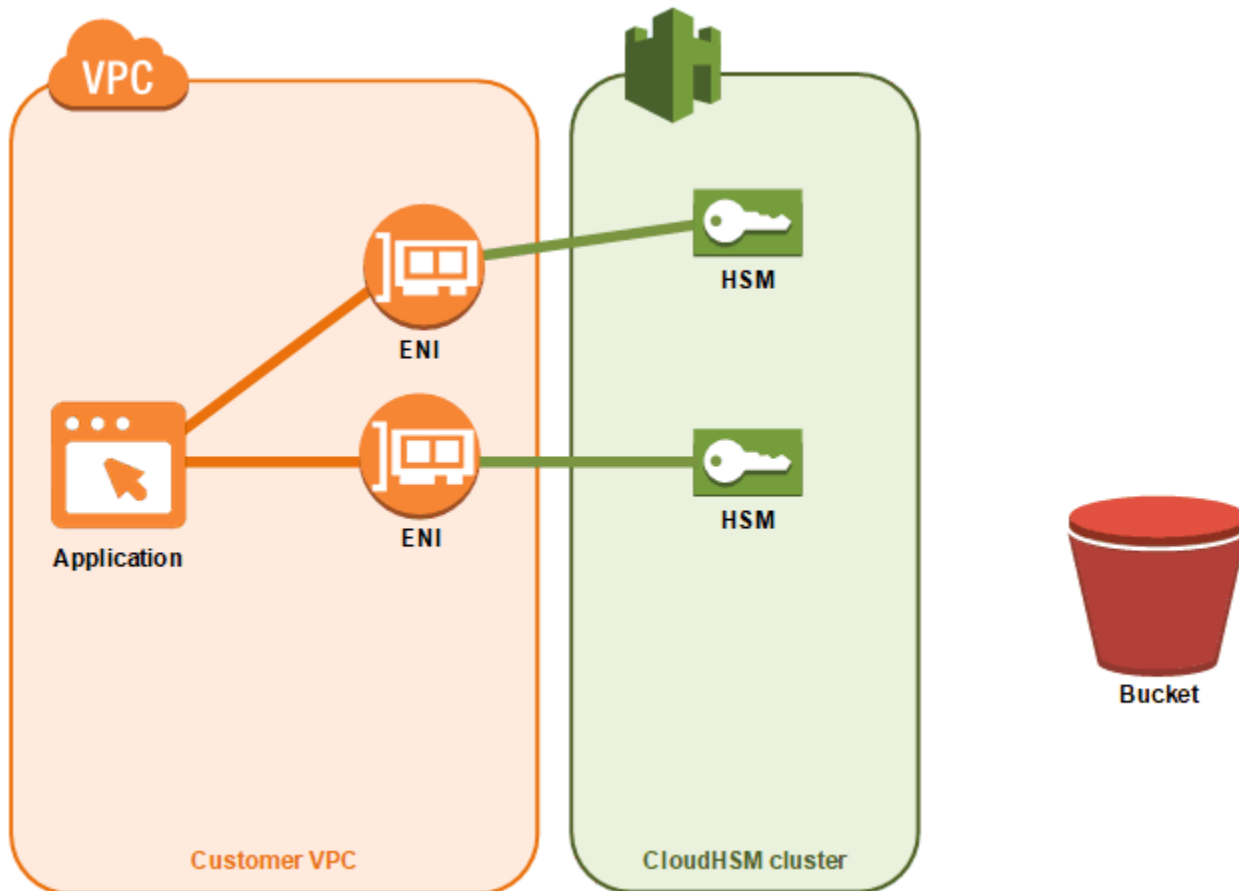 VPC
HSM
ENI
HSM
ENI
Application
Bucket
Customer VPC
CloudHSM cluster